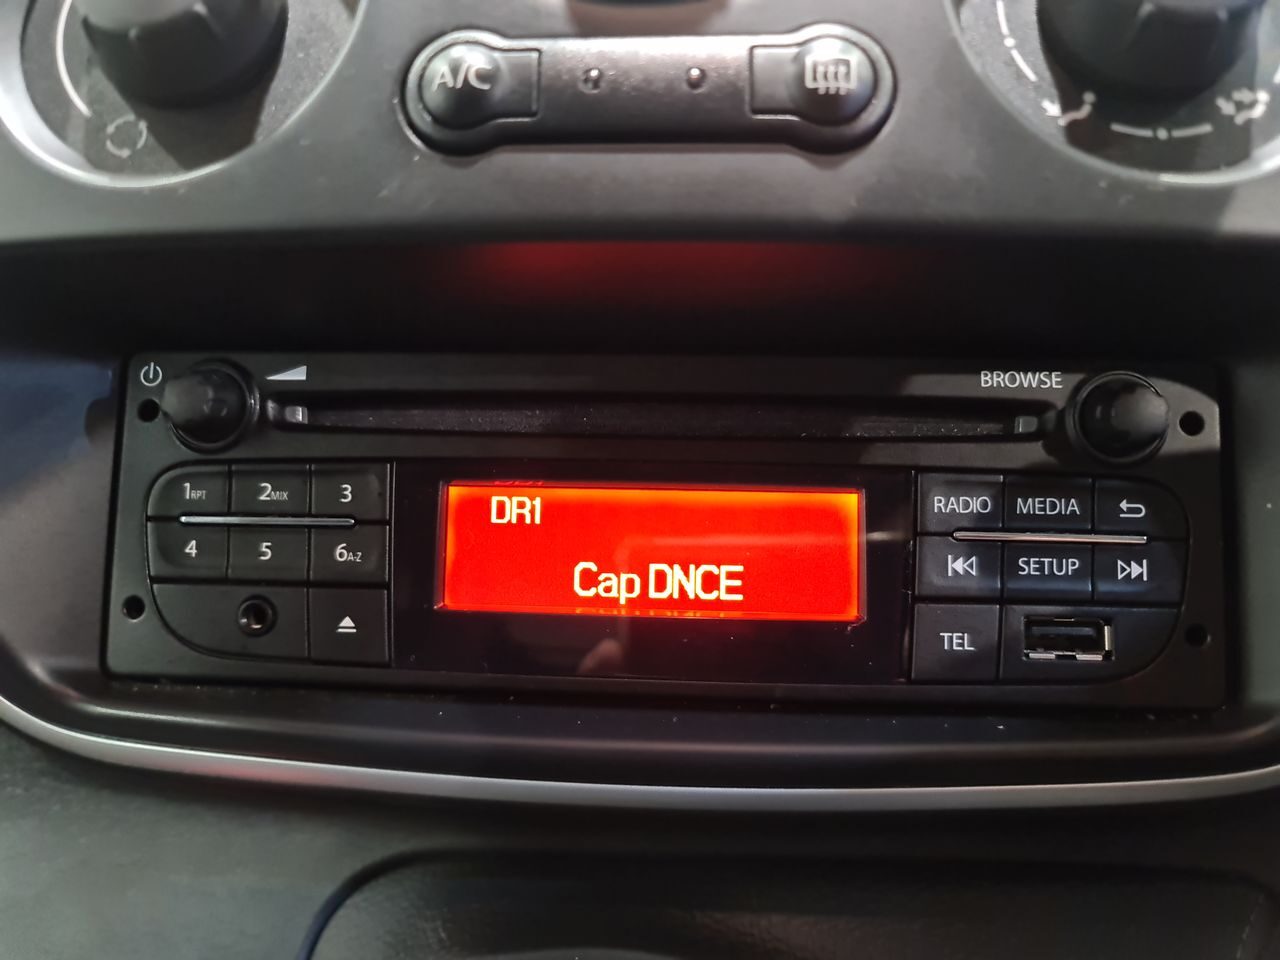 A/C
BROWSE
1RPT 2MIX 3
4 5 6A-Z
DR1
Cap DNCE
RADIO MEDIA
SETUP
TEL